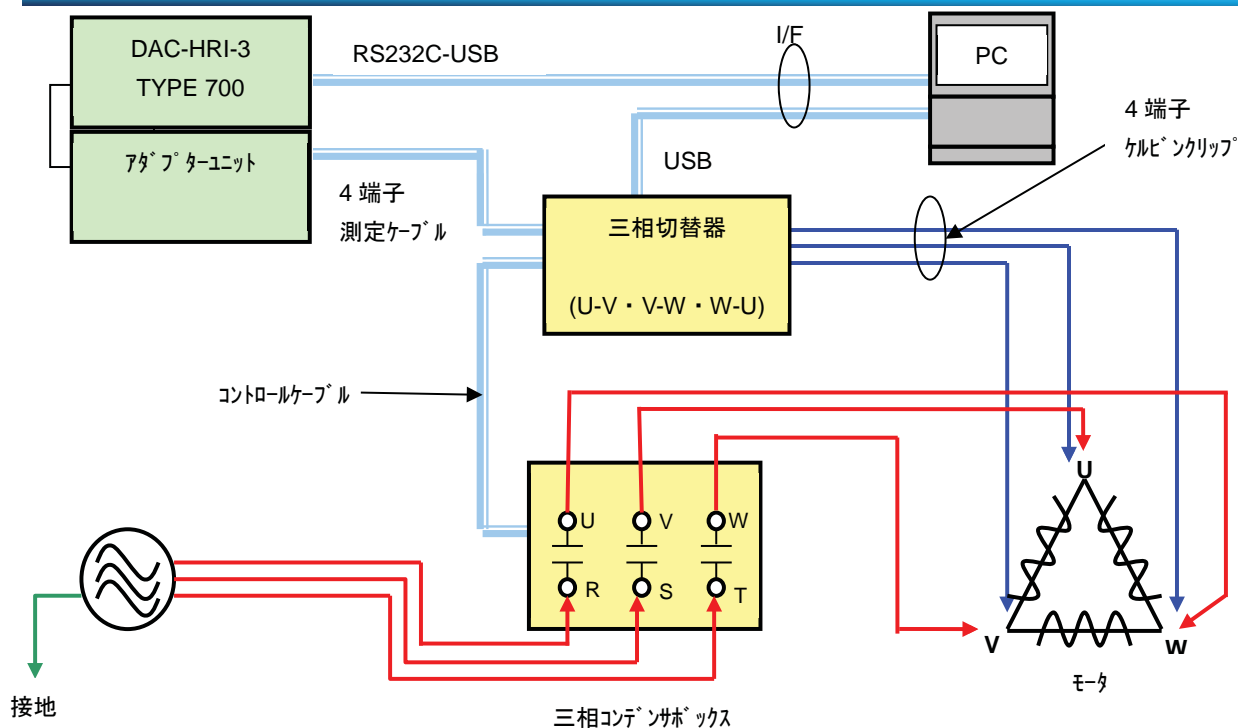 DAC-HRI-3
TYPE 700
RS232C-USB
I/F
PC
4 端子
ｹﾙﾋﾞﾝクリップ
ｱﾀﾞﾌﾟﾀｰﾕﾆｯﾄ
4 端子
測定ｹｰﾌﾞﾙ
USB
三相切替器
(U-V・V-W・W-U)
ｺﾝﾄﾛｰﾙｹｰﾌﾞﾙ
U
V
W
R
S
T
U
V
W
ﾓｰﾀ
接地
三相ｺﾝﾃﾞﾝｻﾎﾞｯｸｽ